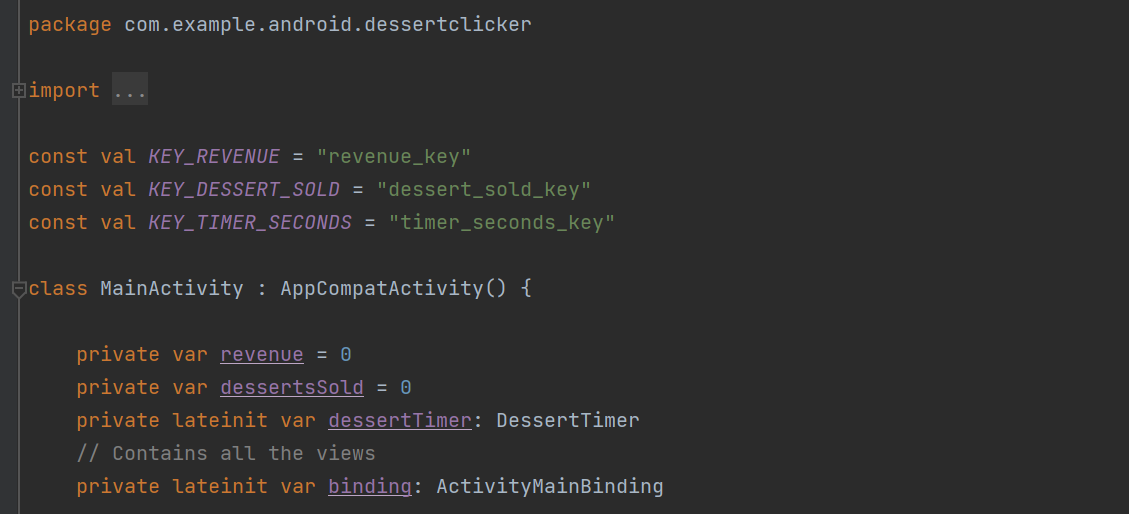 package com.example.android.dessertclicker
import ...
const val KEY_REVENUE = "revenue_key"
const val KEY_DESSERT_SOLD = "dessert_sold_key"
const val KEY_TIMER_SECONDS = "timer_seconds_key"
class MainActivity : AppCompatActivity() {
private var revenue = 0
private var dessertsSold = 0
private lateinit var dessertTimer: DessertTimer
// Contains all the views
private lateinit var binding: ActivityMainBinding